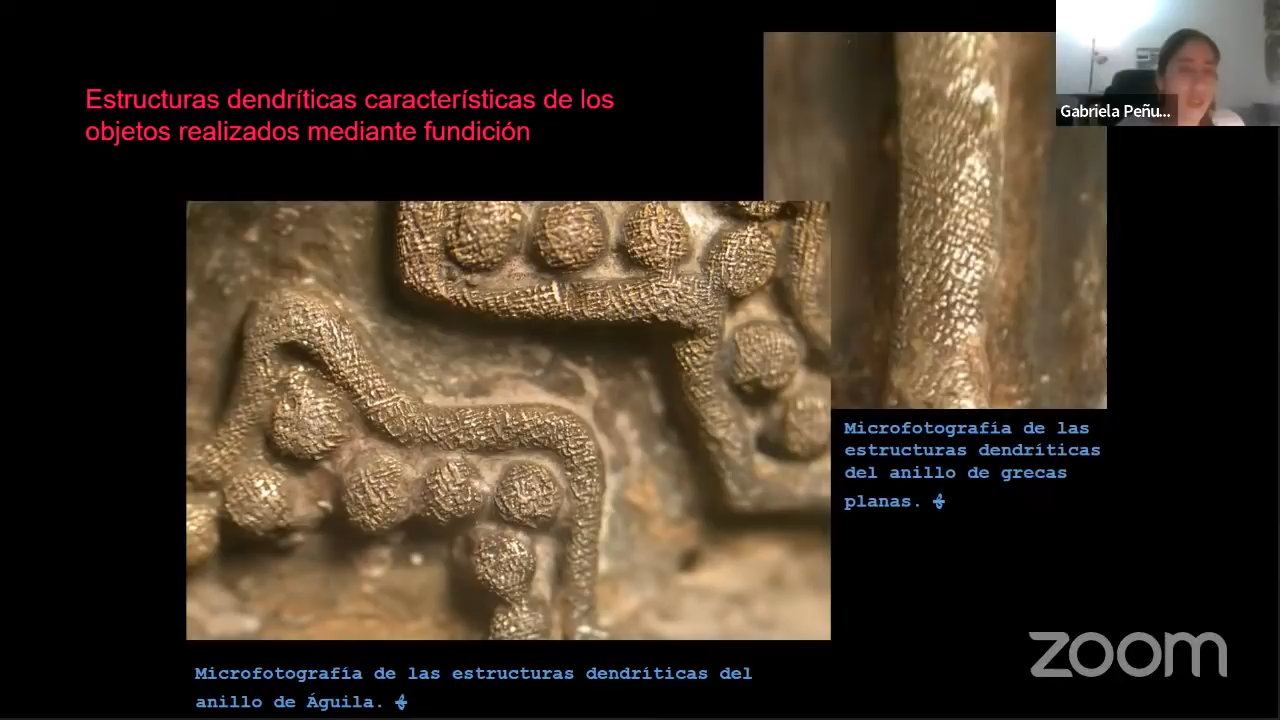 Estructuras dendríticas características de los
objetos realizados mediante fundición
Gabriela Peñu...
Microfotografía de las
estructuras dendríticas
del anillo de grecas
planas.
Microfotografía de las estructuras dendríticas del
anillo de Águila.
zoom